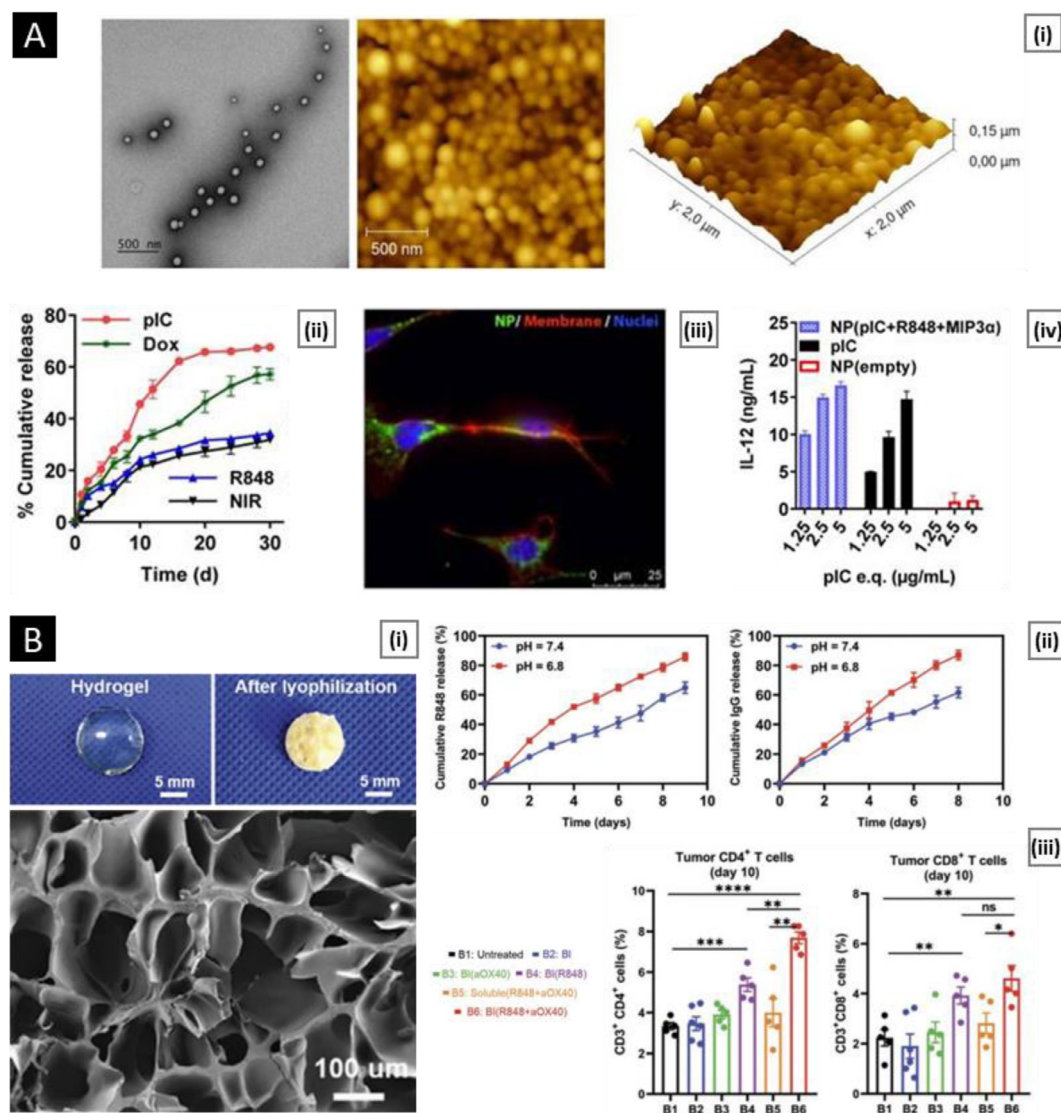 A
(i)
500 nm
500 nm
0,15 µm
0,00 µm
y: 2,0 µm
x: 2,0 µm
(ii)
% Cumulative release
80
60
40
20
0
pIC
Dox
R848
NIR
0 10 20 30
Time (d)
(iii)
NP/ Membrane / Nuclei
0 µm 25
(iv)
IL-12 (ng/mL)
25
20
15
10
5
0
NP(pIC+R848+MIP3α)
pIC
NP(empty)
1.25 2.5 5 1.25 2.5 5 1.25 2.5 5
pIC e.q. (µg/mL)
B
(i)
Hydrogel
5 mm
After lyophilization
5 mm
100 um
(ii)
Cumulative R848 release (%)
100
80
60
40
20
0
pH = 7.4
pH = 6.8
0 2 4 6 8 10
Time (days)
Cumulative IgG release (%)
100
80
60
40
20
0
pH = 7.4
pH = 6.8
0 2 4 6 8 10
Time (days)
(iii)
B1: Untreated B2: BI
B3: BI(aOX40) B4: BI(R848)
B5: Soluble(R848+aOX40)
B6: BI(R848+aOX40)
Tumor CD4+ T cells
(day 10)
CD3+ CD4+ cells (%)
8
6
4
2
0
****
**
**
***
B1 B2 B3 B4 B5 B6
Tumor CD8+ T cells
(day 10)
CD3+CD8+ cells (%)
8
6
4
2
0
**
ns
*
**
B1 B2 B3 B4 B5 B6